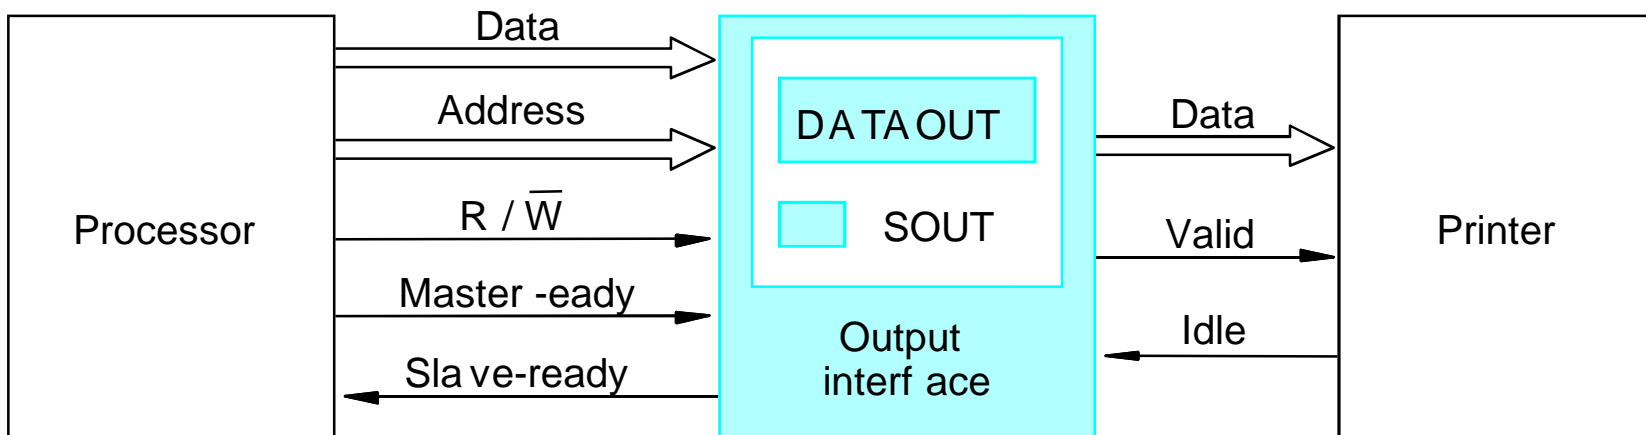 Data
Address
R / W̅
Master -eady
Sla ve-ready
Processor
DATAOUT
SOUT
Output
interf ace
Data
Valid
Idle
Printer